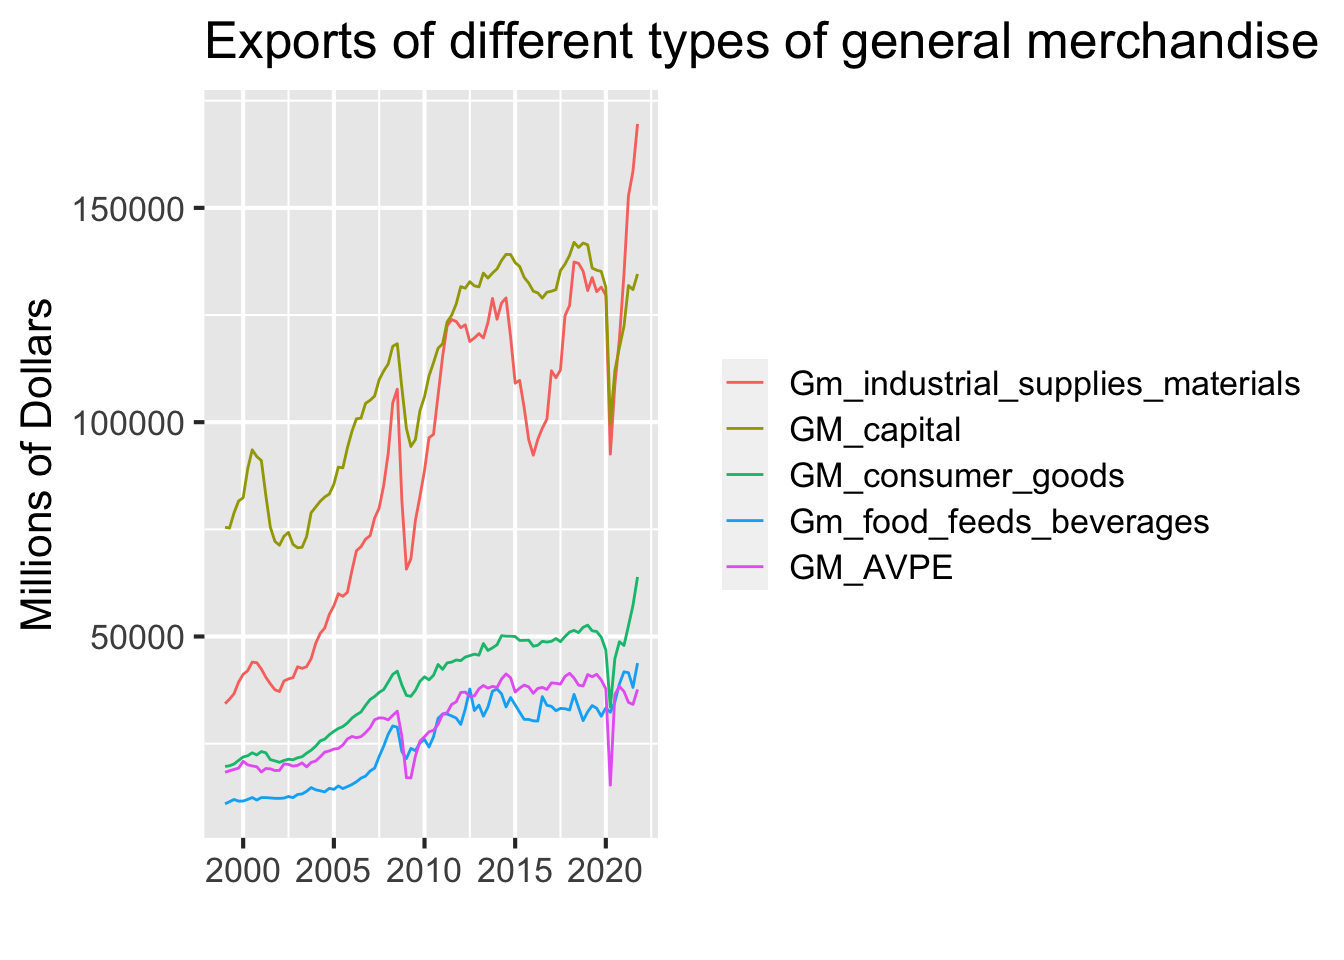 Exports of different types of general merchandise
Millions of Dollars
150000
100000
50000
2000 2005 2010 2015 2020
Gm_industrial_supplies_materials
GM_capital
GM_consumer_goods
Gm_food_feeds_beverages
GM_AVPE